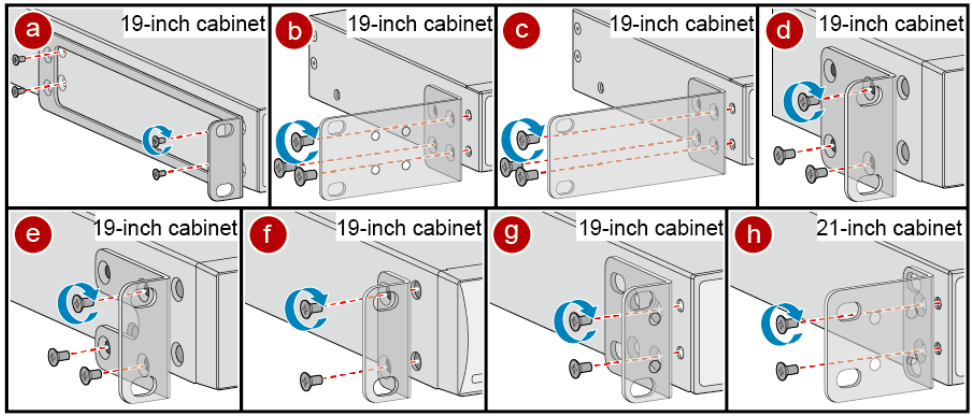 a 19-inch cabinet
b 19-inch cabinet
c 19-inch cabinet
d 19-inch cabinet
e 19-inch cabinet
f 19-inch cabinet
g 19-inch cabinet
h 21-inch cabinet